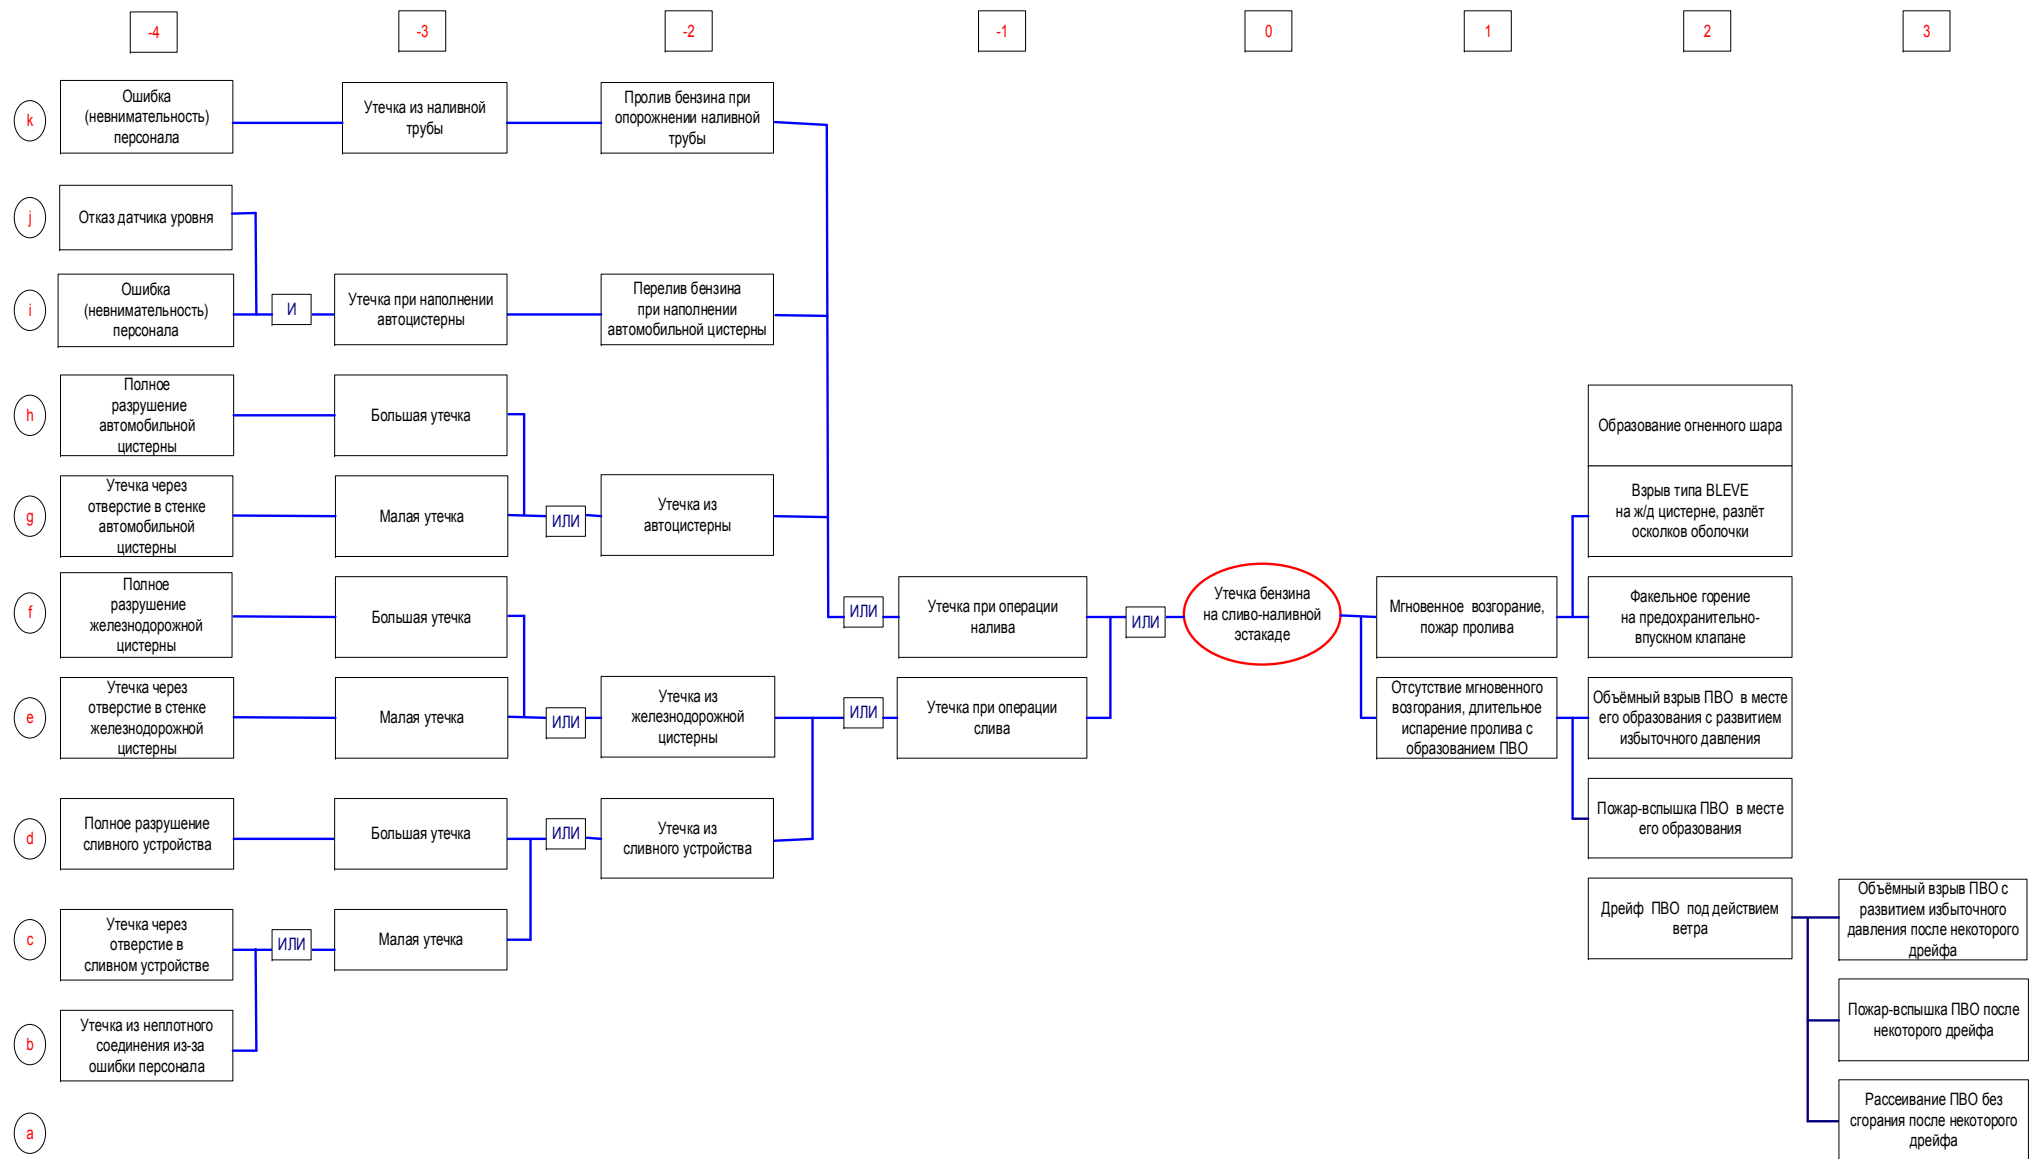 -4
-3
-2
-1
0
1
2
3
k
Ошибка
(невнимательность)
персонала
Утечка из наливной
трубы
Пролив бензина при
опорожнении наливной
трубы
j
Отказ датчика уровня
i
Ошибка
(невнимательность)
персонала
И
Утечка при наполнении
автоцистерны
Перелив бензина
при наполнении
автомобильной цистерны
h
Полное
разрушение
автомобильной
цистерны
Большая утечка
Образование огненного шара
g
Утечка через
отверстие в стенке
автомобильной
цистерны
Малая утечка
ИЛИ
Утечка из
автоцистерны
Взрыв типа BLEVE
на ж/д цистерне, разлёт
осколков оболочки
f
Полное
разрушение
железнодорожной
цистерны
Большая утечка
ИЛИ
Утечка при операции
налива
ИЛИ
Утечка бензина
на сливо-наливной
эстакаде
Мгновенное возгорание,
пожар пролива
Факельное горение
на предохранительно-
впускном клапане
e
Утечка через
отверстие в стенке
железнодорожной
цистерны
Малая утечка
ИЛИ
Утечка из
железнодорожной
цистерны
ИЛИ
Утечка при операции
слива
Отсутствие мгновенного
возгорания, длительное
испарение пролива с
образованием ПВО
Объёмный взрыв ПВО в месте
его образования с развитием
избыточного давления
d
Полное разрушение
сливного устройства
Большая утечка
ИЛИ
Утечка из
сливного устройства
Пожар-вспышка ПВО в месте
его образования
c
Утечка через
отверстие в
сливном устройстве
ИЛИ
Малая утечка
Дрейф ПВО под действием
ветра
Объёмный взрыв ПВО с
развитием избыточного
давления после некоторого
дрейфа
b
Утечка из неплотного
соединения из-за
ошибки персонала
Пожар-вспышка ПВО после
некоторого дрейфа
a
Рассеивание ПВО без
сгорания после некоторого
дрейфа